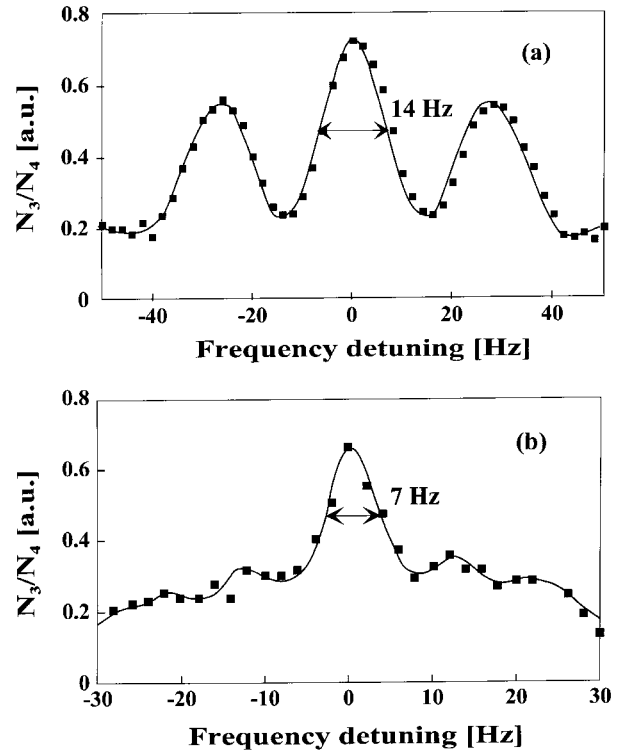 0.8
(a)
0.6
14 Hz
N3/N4 [a.u.]
0.4
0.2
0
-40 -20 0 20 40
Frequency detuning [Hz]
0.8
(b)
0.6
7 Hz
N3/N4 [a.u.]
0.4
0.2
0
-30 -20 -10 0 10 20 30
Frequency detuning [Hz]